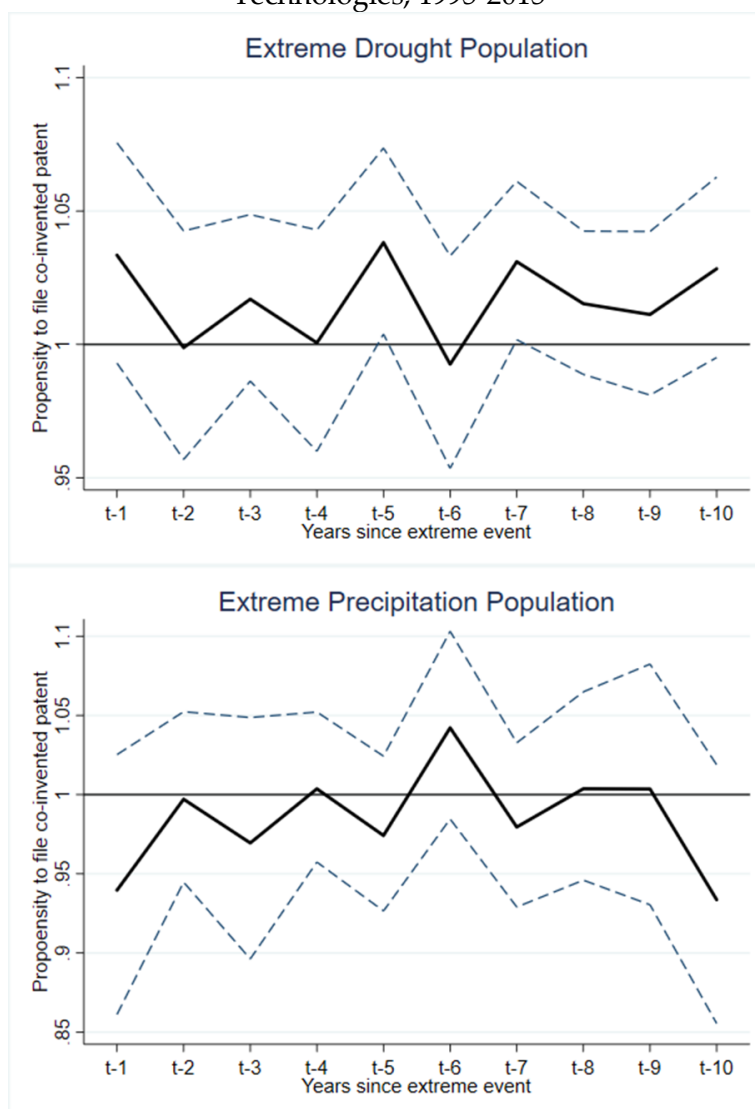 Technologies,
Extreme Drought Population
Propensity to file co-invented patent
1.1
1.05
1
.95
t-1 t-2 t-3 t-4 t-5 t-6 t-7 t-8 t-9 t-10
Years since extreme event
Extreme Precipitation Population
Propoensity to file co-invented patent
1.1
1.05
1
.95
.9
.85
t-1 t-2 t-3 t-4 t-5 t-6 t-7 t-8 t-9 t-10
Years since extreme event